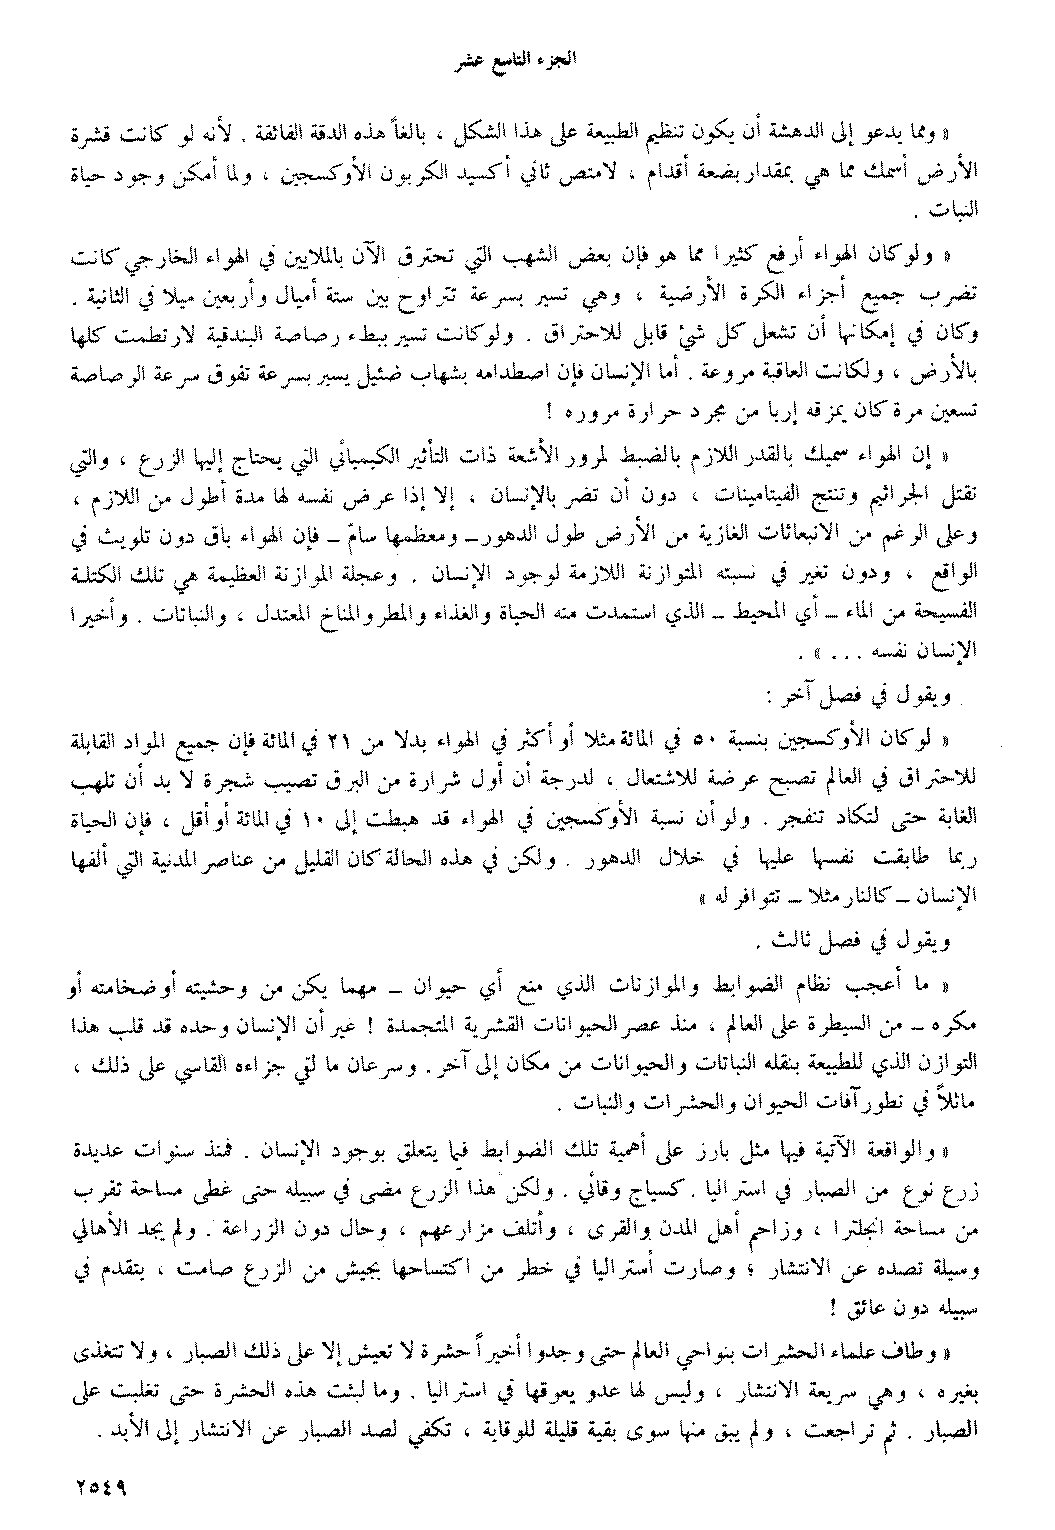 الجزء التاسع عشر
« ومما يدعو إلى الدهشة أن يكون تنظيم الطبيعة على هذا الشكل ، بالغاً هذه الدقة الفائقة . لأنه لو كانت قشرة
الأرض أسمك مما هي بمقدار بضعة أقدام ، لامتص ثاني أكسيد الكربون الأوكسجين ، ولما أمكن وجود حياة
النبات .
« ولو كان الهواء أرفع كثيرا مما هو فإن بعض الشهب التي تحترق الآن بالملايين في الهواء الخارجي كانت
تضرب جميع أجزاء الكرة الأرضية ، وهي تسير بسرعة تتراوح بين ستة أميال وأربعين ميلا في الثانية .
وكان في إمكانها أن تشعل كل شئ قابل للاحتراق . ولو كانت تسير ببطء رصاصة البندقية لارتطمت كلها
بالأرض ، ولكانت العاقبة مروعة . أما الإنسان فإن اصطدامه بشهاب ضئيل يسير بسرعة تفوق سرعة الرصاصة
تسعين مرة كان يمزقه إربا من مجرد حرارة مروره !
« إن الهواء سميك بالقدر اللازم بالضبط لمرور الأشعة ذات التأثير الكيميائي التي يحتاج إليها الزرع ، والتي
تقتل الجراثيم وتنتج الفيتامينات ، دون أن تضر بالإنسان ، إلا إذا عرض نفسه لها مدة أطول من اللازم ،
وعلى الرغم من الانبعاثات الغازية من الأرض طول الدهور ــ ومعظمها سامّ ــ فإن الهواء باق دون تلويث في
الواقع ، ودون تغير في نسبته المتوازنة اللازمة لوجود الإنسان . وعجلة الموازنة العظيمة هي تلك الكتلة
الفسيحة من الماء ــ أي المحيط ــ الذي استمدت منه الحياة والغذاء والمطر والمناخ المعتدل ، والنباتات . وأخيرا
الإنسان نفسه ... » .
ويقول في فصل آخر :
« لو كان الأوكسجين بنسبة ٥٠ في المائة مثلا أو أكثر في الهواء بدلا من ٢١ في المائة فإن جميع المواد القابلة
للاحتراق في العالم تصبح عرضة للاشتعال ، لدرجة أن أول شرارة من البرق تصيب شجرة لا بد أن تلهب
الغابة حتى لتكاد تنفجر . ولو أن نسبة الأوكسجين في الهواء قد هبطت إلى ١٠ في المائة أو أقل ، فإن الحياة
ربما طابقت نفسها عليها في خلال الدهور . ولكن في هذه الحالة كان القليل من عناصر المدنية التي ألفها
الإنسان ــ كالنار مثلا ــ تتوافر له »
ويقول في فصل ثالث .
« ما أعجب نظام الضوابط والموازنات الذي منع أي حيوان ــ مهما يكن من وحشيته أو ضخامته أو
مكره ــ من السيطرة على العالم ، منذ عصر الحيوانات القشرية المتجمدة ! غير أن الإنسان وحده قد قلب هذا
التوازن الذي للطبيعة بنقله النباتات والحيوانات من مكان إلى آخر . وسرعان ما لقي جزاءه القاسي على ذلك ،
ماثلاً في تطور آفات الحيوان والحشرات والنبات .
« والواقعة الآتية فيها مثل بارز على أهمية تلك الضوابط فيما يتعلق بوجود الإنسان . فمنذ سنوات عديدة
زرع نوع من الصبار في استراليا . كسياج وقائي . ولكن هذا الزرع مضى في سبيله حتى غطى مساحة تقرب
من مساحة انجلترا ، وزاحم أهل المدن والقرى ، وأتلف مزارعهم ، وحال دون الزراعة . ولم يجد الأهالي
وسيلة تصده عن الانتشار ؛ وصارت أستراليا في خطر من اكتساحها بجيش من الزرع صامت ، يتقدم في
سبيله دون عائق !
« وطاف علماء الحشرات بنواحي العالم حتى وجدوا أخيراً حشرة لا تعيش إلا على ذلك الصبار ، ولا تتغذى
بغيره ، وهي سريعة الانتشار ، وليس لها عدو يعوقها في استراليا . وما لبثت هذه الحشرة حتى تغلبت على
الصبار . ثم تراجعت ، ولم يبق منها سوى بقية قليلة للوقاية ، تكفي لصد الصبار عن الانتشار إلى الأبد .
٢٥٤٩